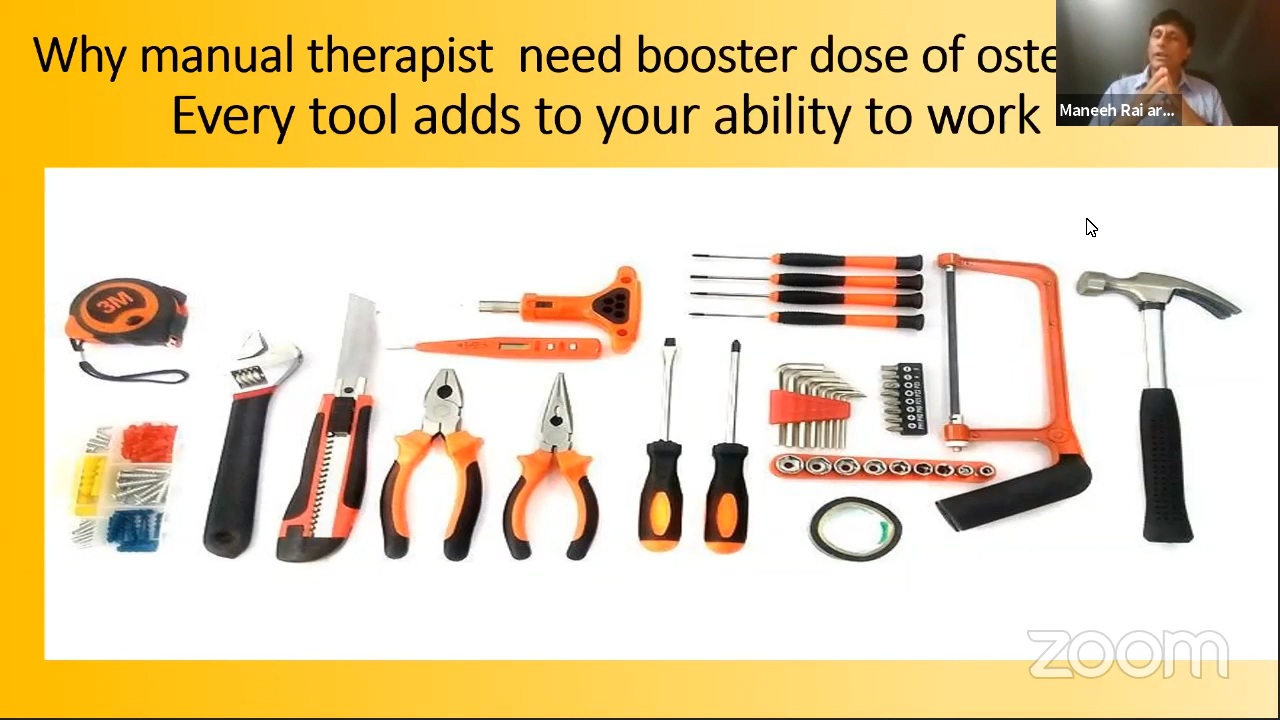 Why manual therapist need booster dose of oste
Every tool adds to your ability to work
Maneeh Rai ar...
3M
zoom